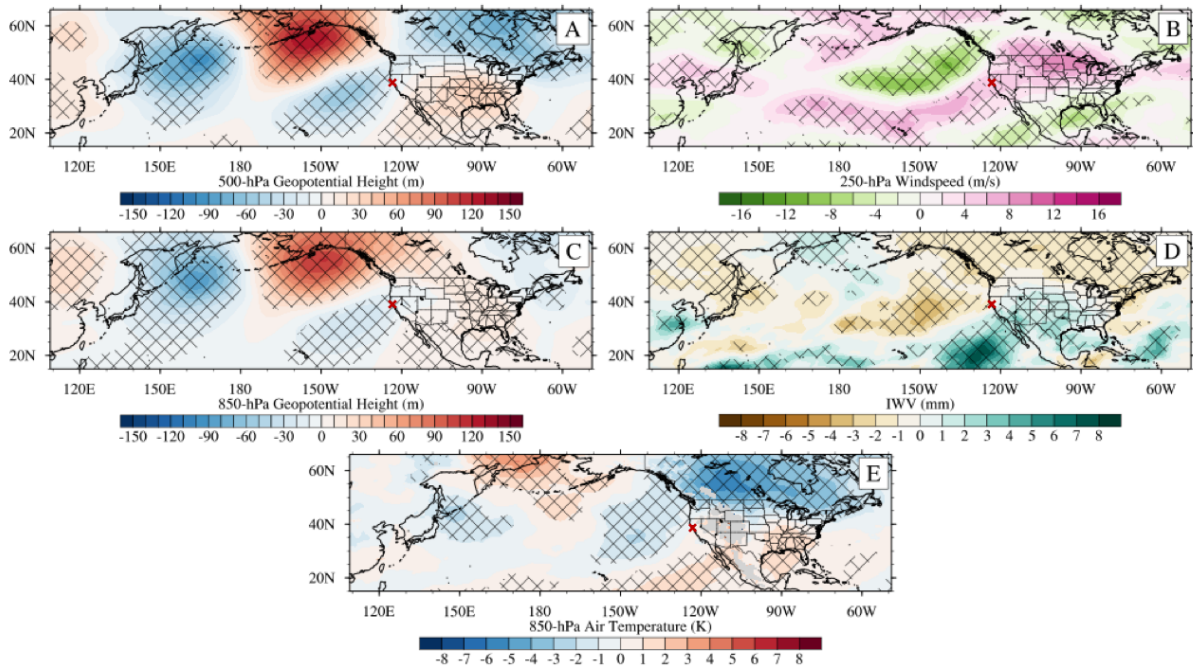 A
60N
40N
20N
120E 150E 180 150W 120W 90W 60W
500-hPa Geopotential Height (m)
-150 -120 -90 -60 -30 0 30 60 90 120 150
B
60N
40N
20N
120E 150E 180 150W 120W 90W 60W
250-hPa Windspeed (m/s)
-16 -12 -8 -4 0 4 8 12 16
C
60N
40N
20N
120E 150E 180 150W 120W 90W 60W
850-hPa Geopotential Height (m)
-150 -120 -90 -60 -30 0 30 60 90 120 150
D
60N
40N
20N
120E 150E 180 150W 120W 90W 60W
IWV (mm)
-8 -7 -6 -5 -4 -3 -2 -1 0 1 2 3 4 5 6 7 8
E
60N
40N
20N
120E 150E 180 150W 120W 90W 60W
850-hPa Air Temperature (K)
-8 -7 -6 -5 -4 -3 -2 -1 0 1 2 3 4 5 6 7 8